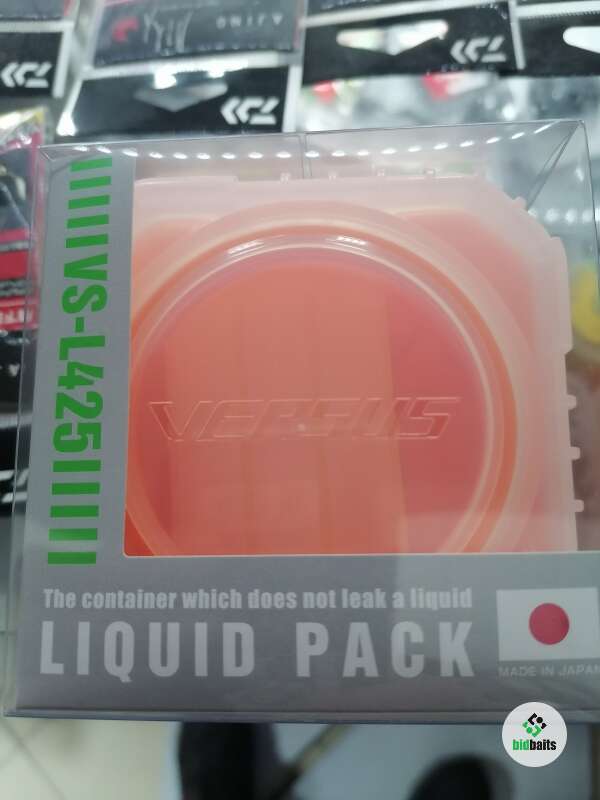 VS-L425
VERSUS
The container which does not leak a liquid
LIQUID PACK
MADE IN JAPAN
bidbaits